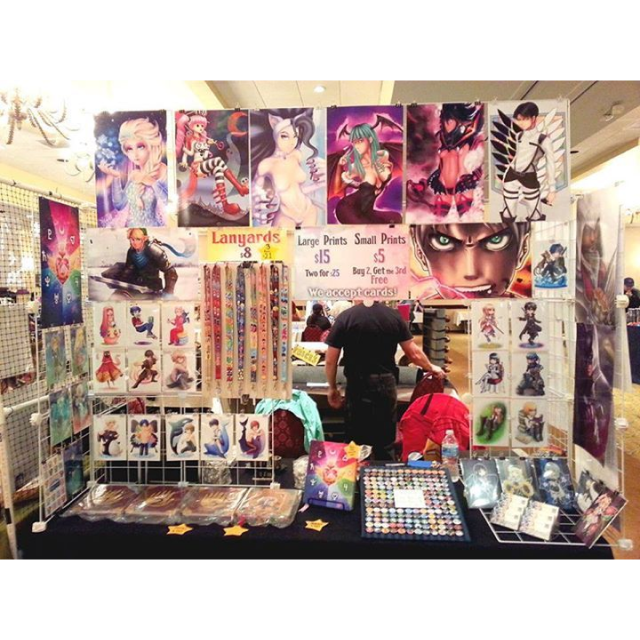 Lanyards
$8
Large Prints
$15
Two for $25
Small Prints
$5
Buy 2, Get the 3rd
Free
We accept cards!